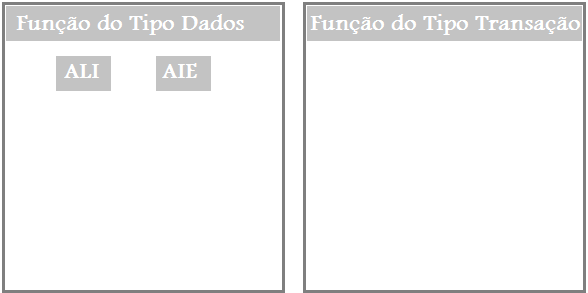 Função do Tipo Dados
ALI AIE
Função do Tipo Transação